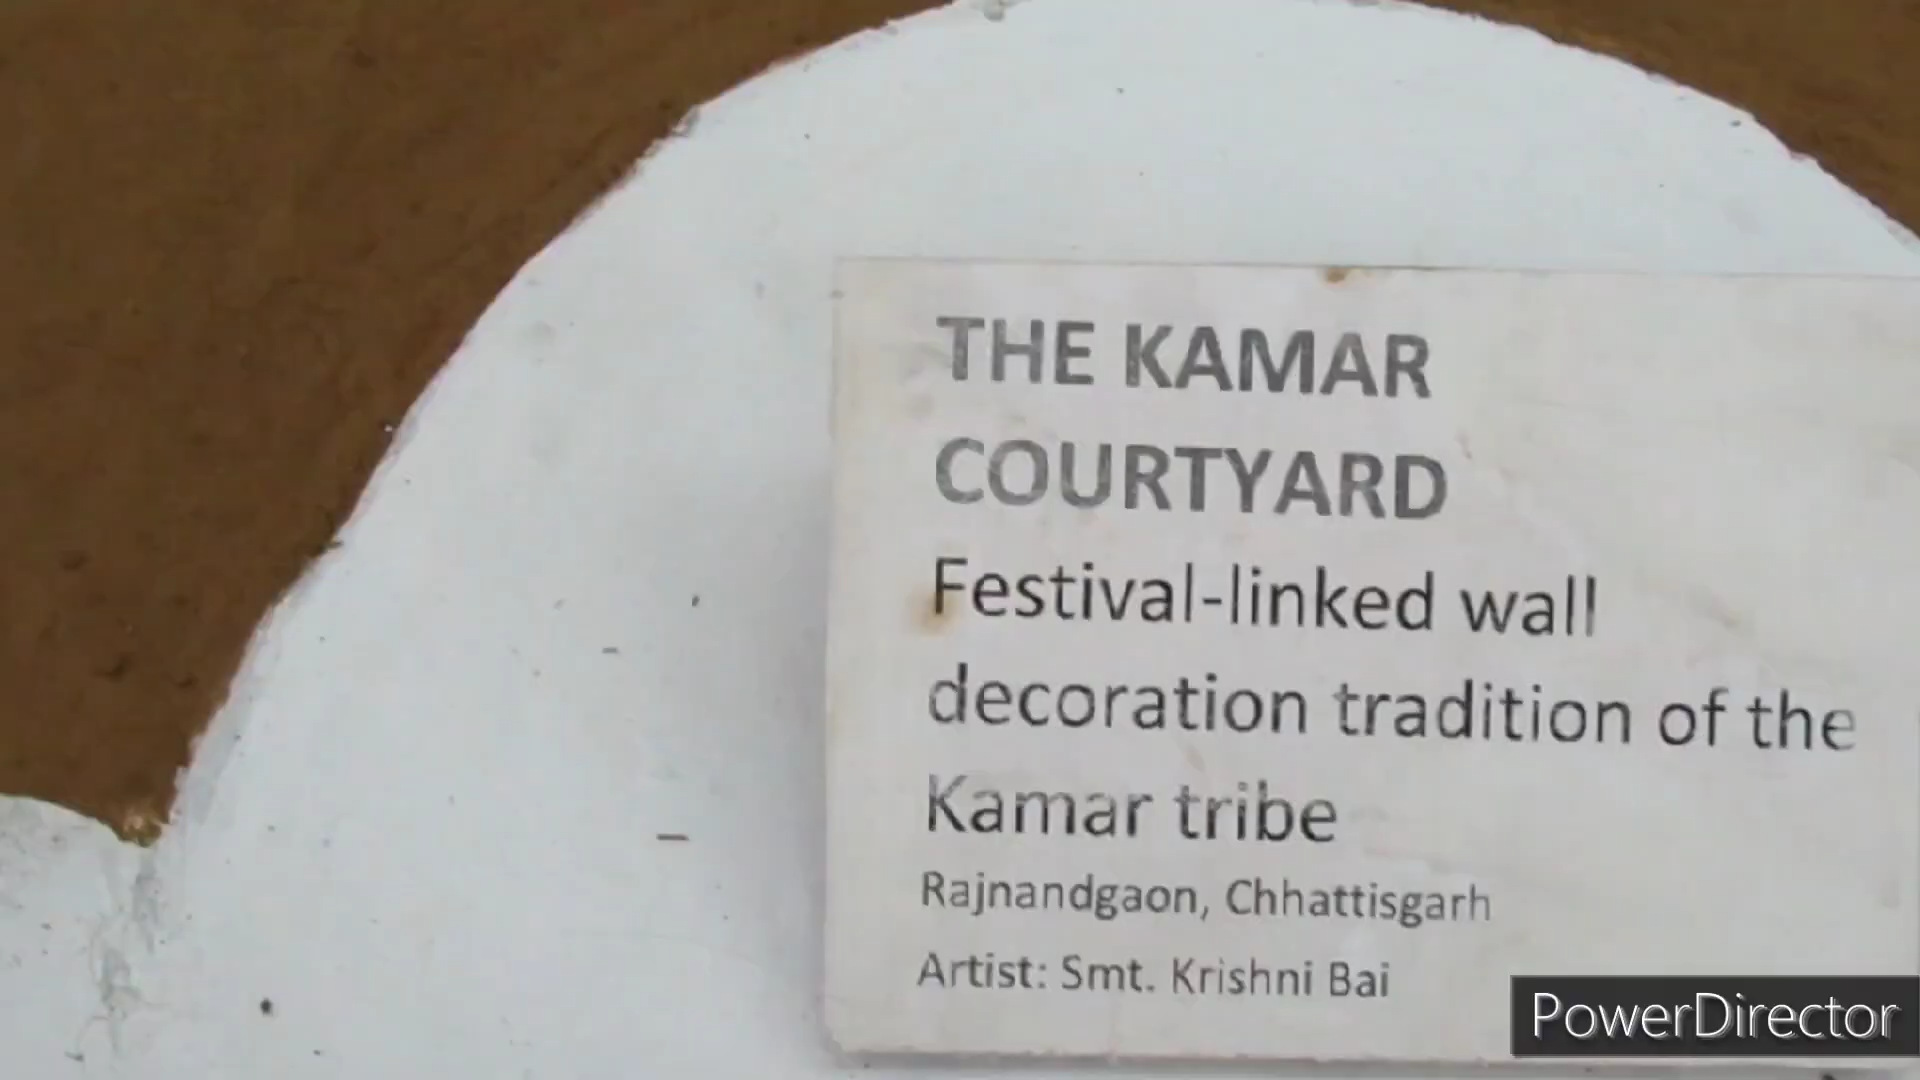 THE KAMAR
COURTYARD
Festival-linked wall
decoration tradition of the
Kamar tribe
Rajnandgaon, Chhattisgarh
Artist: Smt. Krishni Bai
PowerDirector